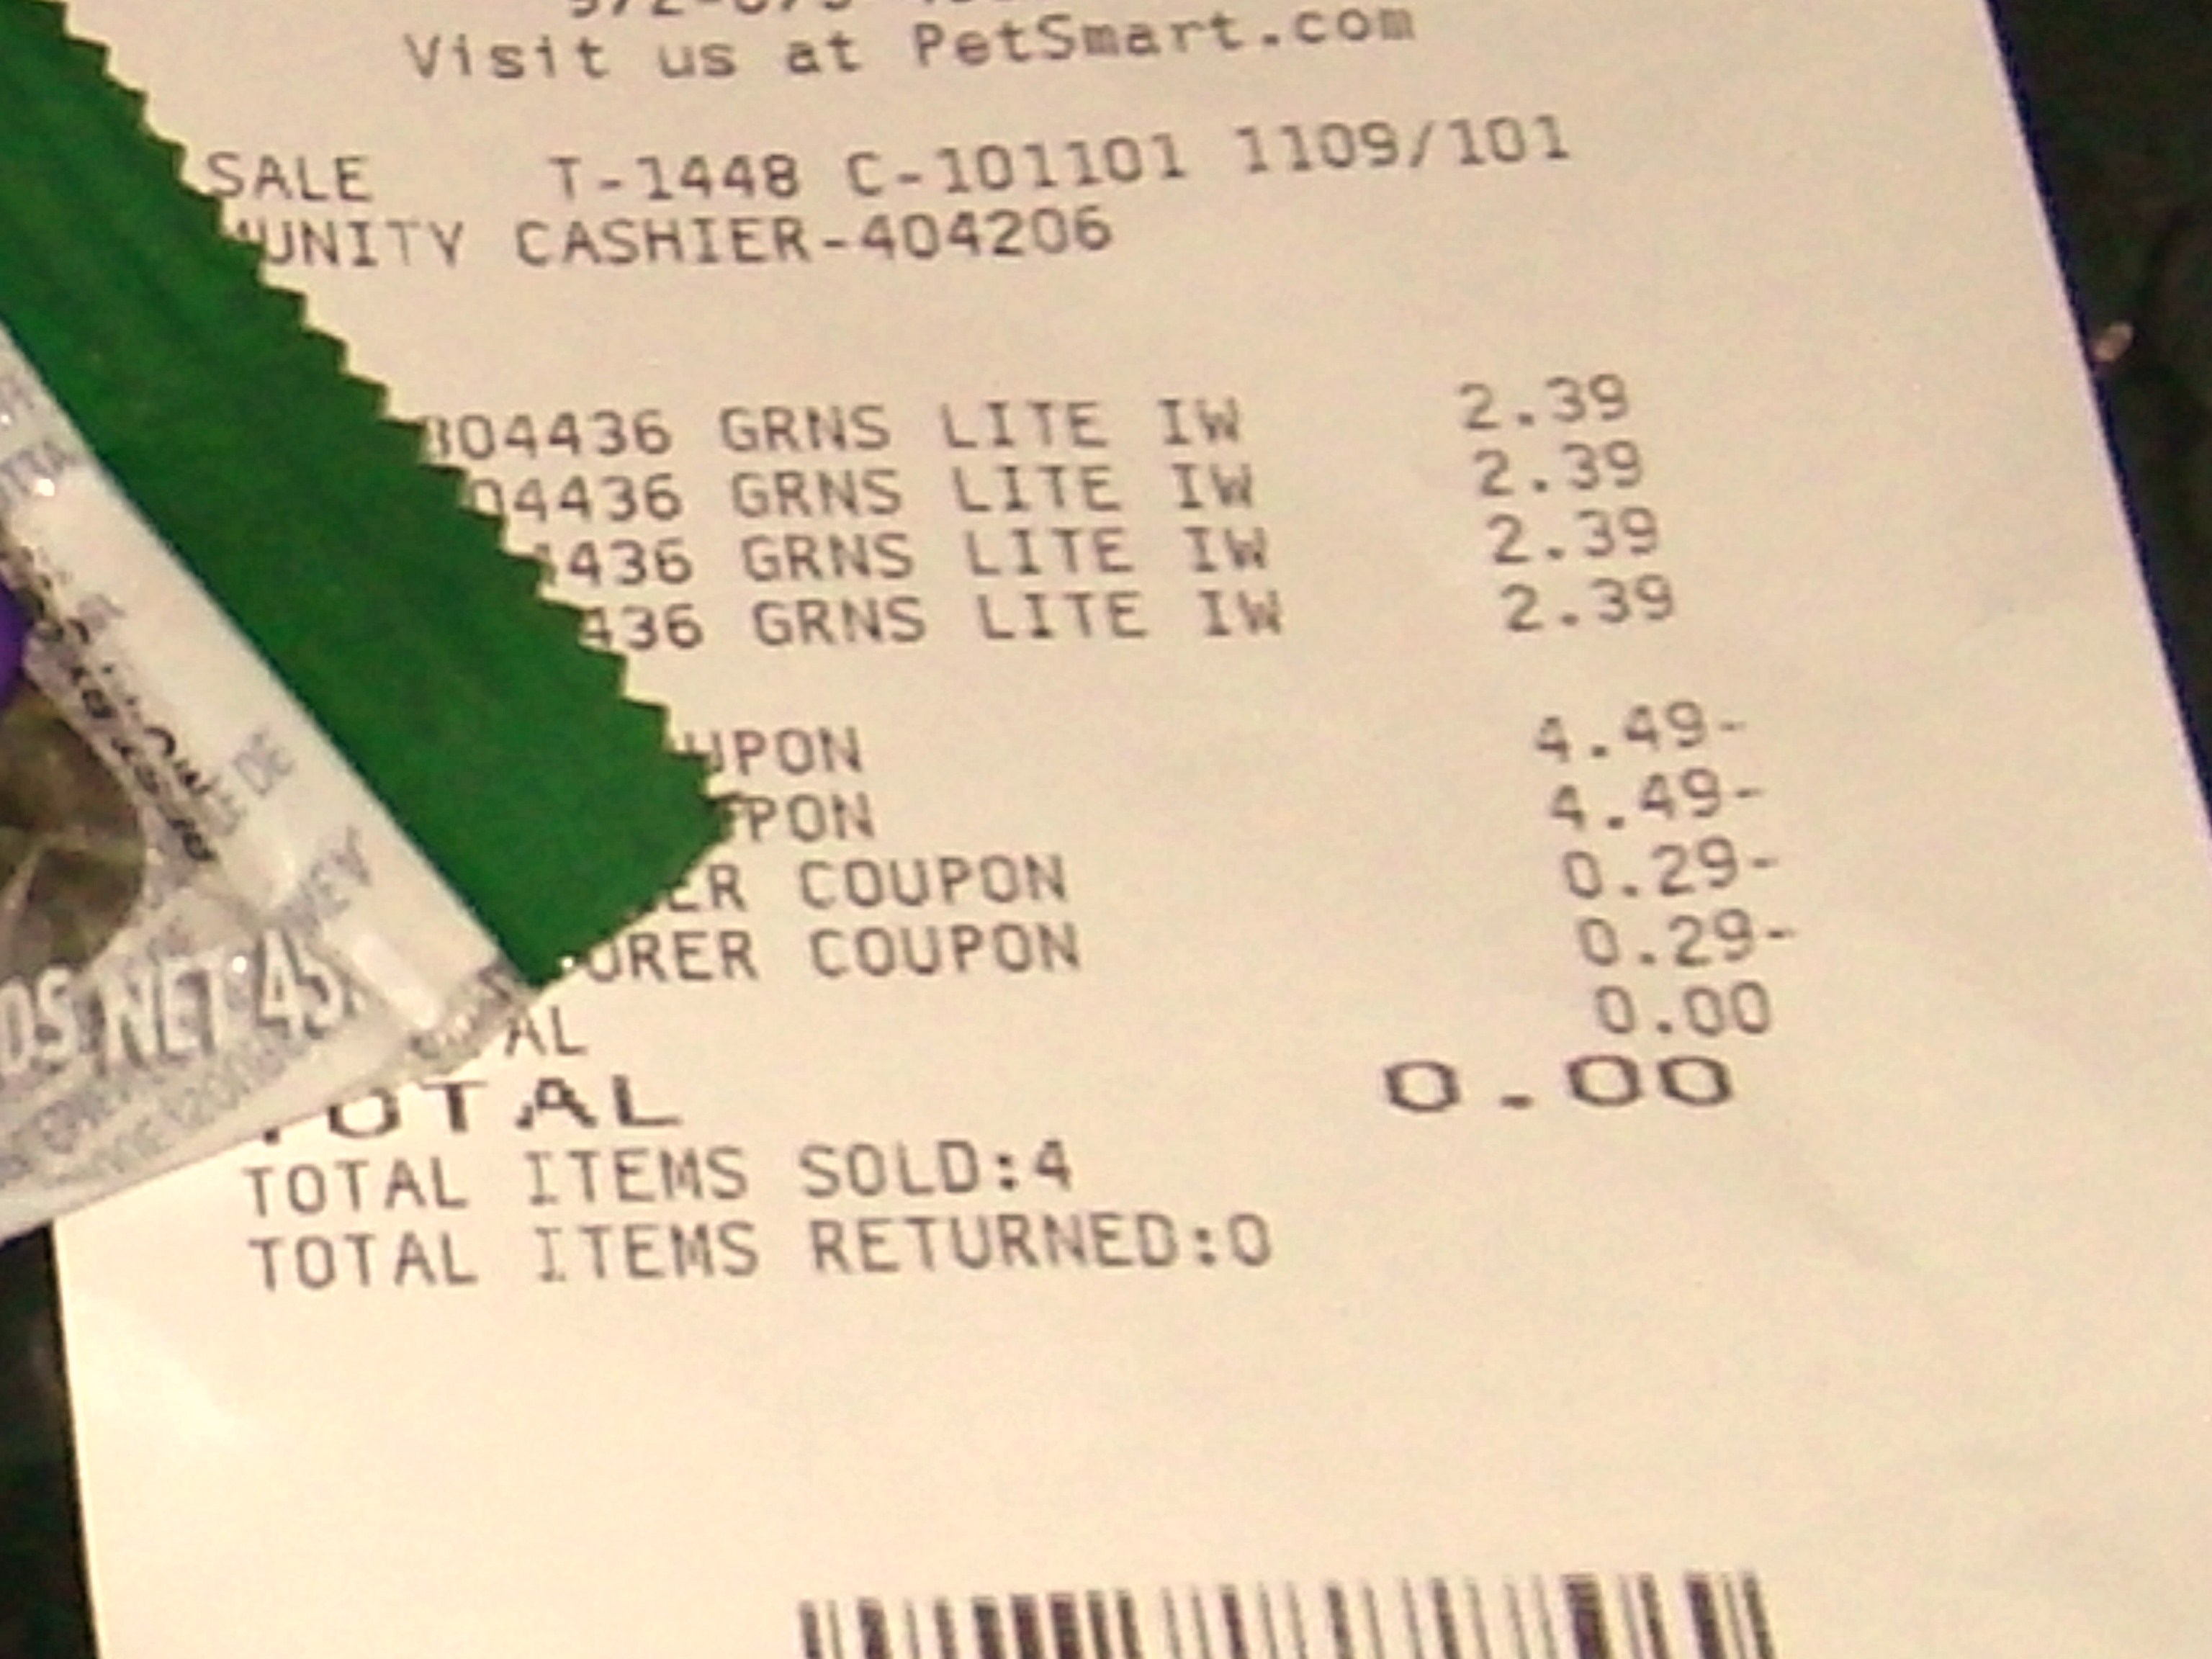 Visit us at PetSmart.com
SALE T-1448 C-101101 1109/101
UNITY CASHIER-404206
04436 GRNS LITE IW 2.39
4436 GRNS LITE IW 2.39
436 GRNS LITE IW 2.39
436 GRNS LITE IW 2.39
UPON 4.49-
PON 4.49-
ER COUPON 0.29-
URER COUPON 0.29-
AL 0.00
TOTAL 0.00
TOTAL ITEMS SOLD:4
TOTAL ITEMS RETURNED:0
DE
NET 45